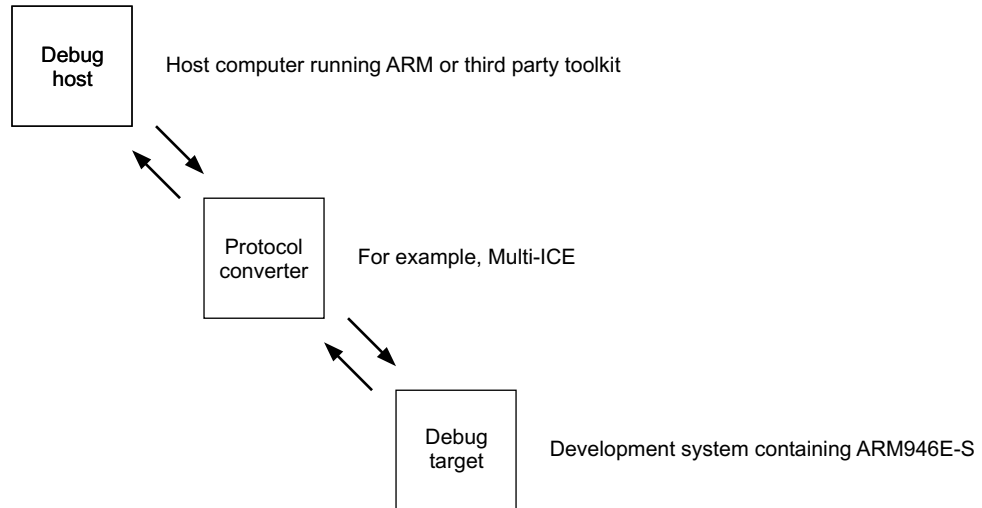 Debug
host
Host computer running ARM or third party toolkit
Protocol
converter
For example, Multi-ICE
Debug
target
Development system containing ARM946E-S